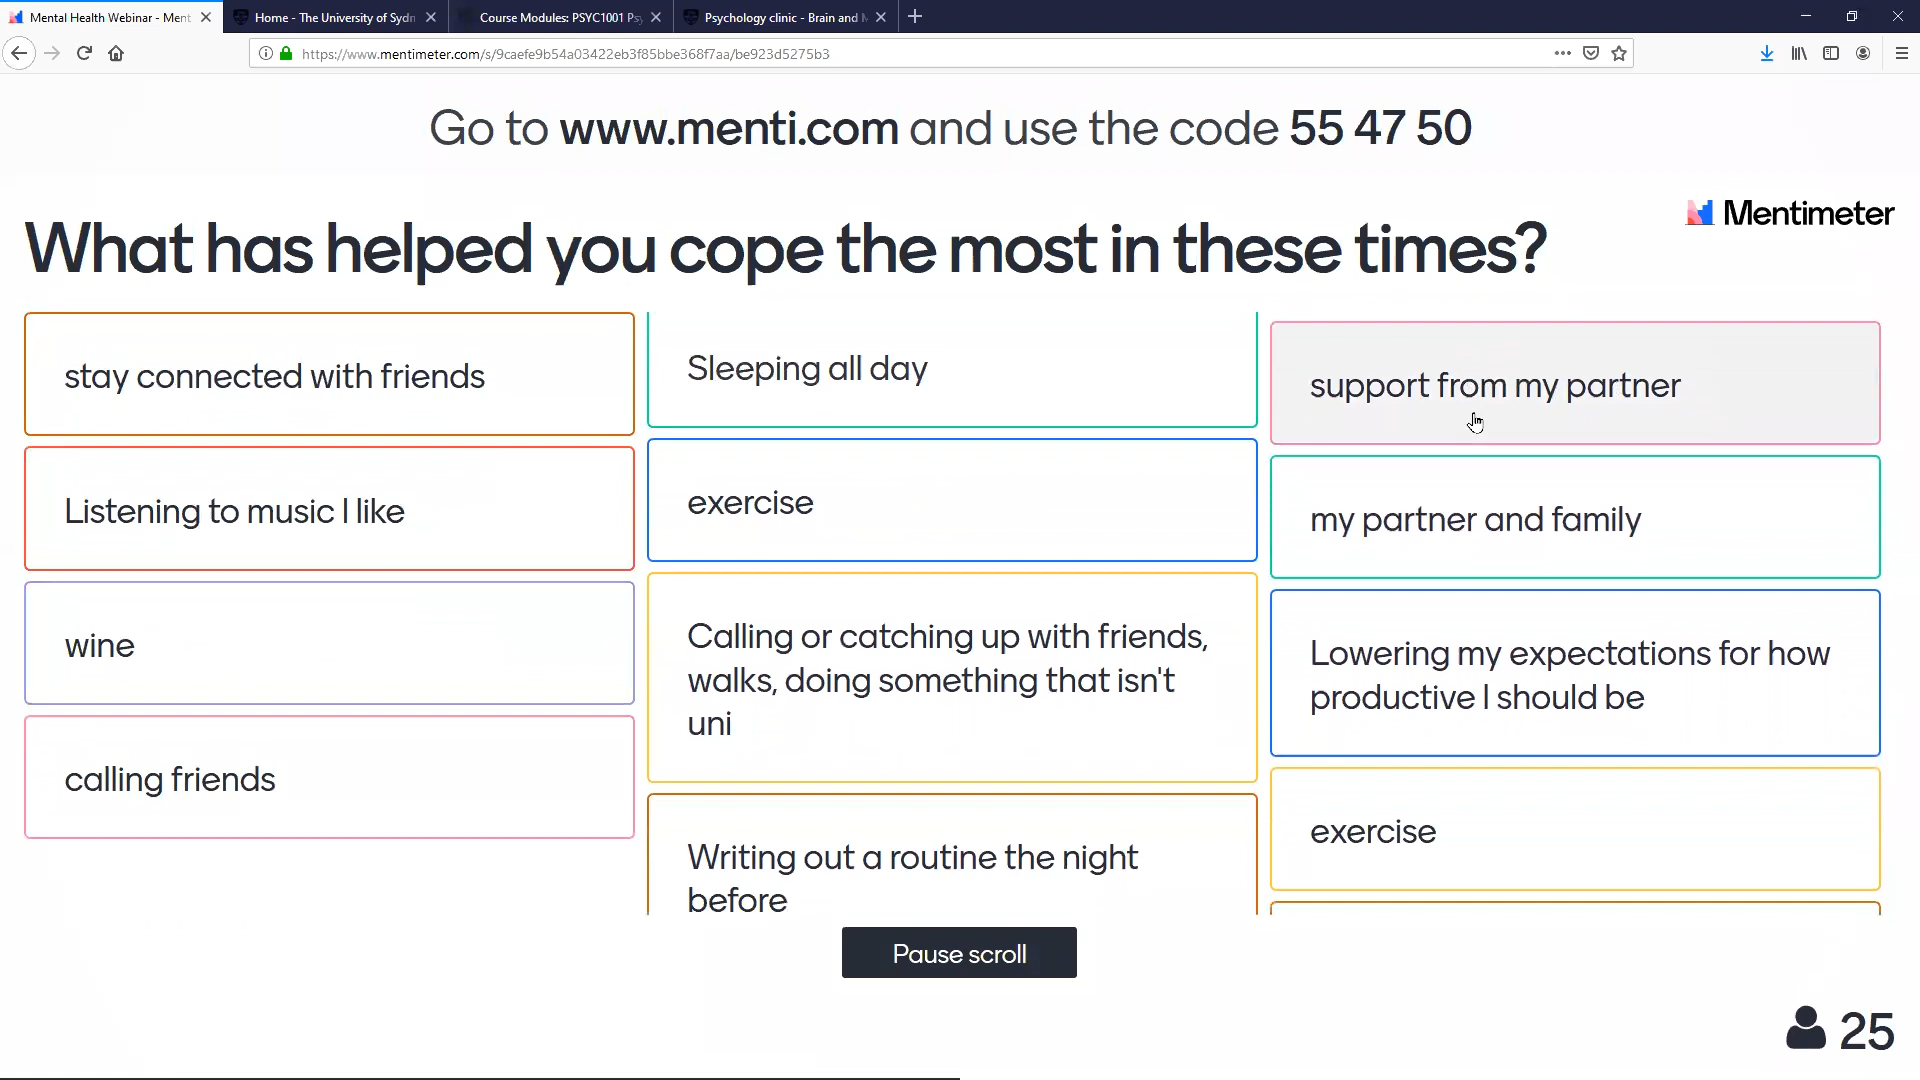 Mental Health Webinar - Ment
Home - The University of Sydn
Course Modules: PSYC1001 Psy
Psychology clinic - Brain and M
https://www.mentimeter.com/s/9caefe9b54a03422eb3f85bbe368f7aa/be923d5275b3
Go to www.menti.com and use the code 55 47 50
Mentimeter
What has helped you cope the most in these times?
stay connected with friends
Listening to music I like
wine
calling friends
Sleeping all day
exercise
Calling or catching up with friends,
walks, doing something that isn't
uni
Writing out a routine the night
before
support from my partner
my partner and family
Lowering my expectations for how
productive I should be
exercise
Pause scroll
25